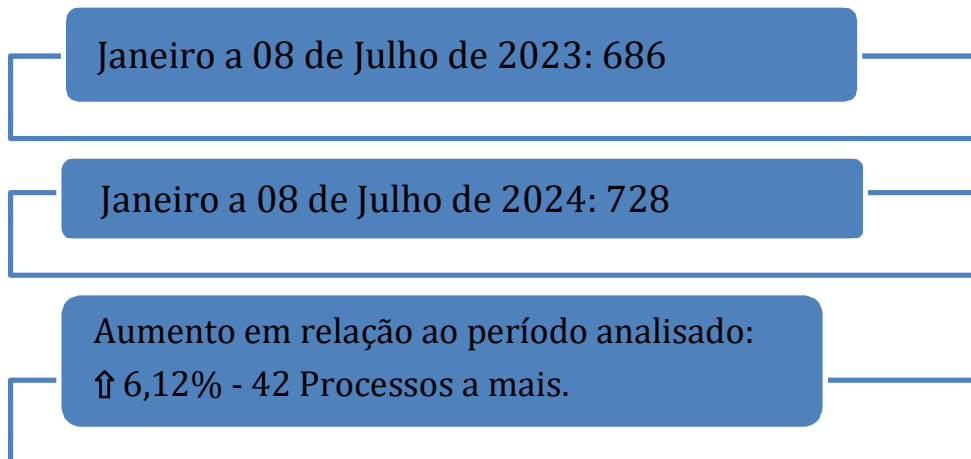 Janeiro a 08 de Julho de 2023: 686
Janeiro a 08 de Julho de 2024: 728
Aumento em relação ao período analisado:
⇧ 6,12% - 42 Processos a mais.